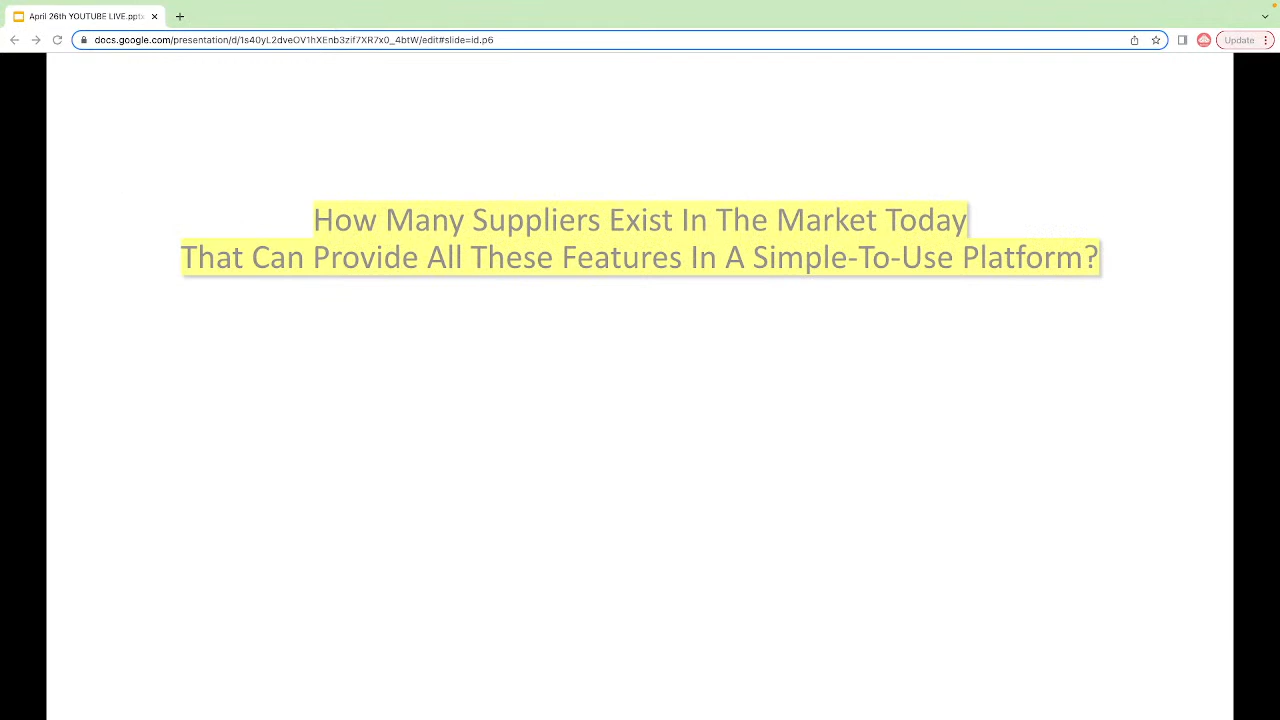 April 26th YOUTUBE LIVE.pptx
docs.google.com/presentation/d/1s40yL2dveOV1hXEnb3zif7XR7x0_4btW/edit#slide=id.p6
Update
How Many Suppliers Exist In The Market Today
That Can Provide All These Features In A Simple-To-Use Platform?